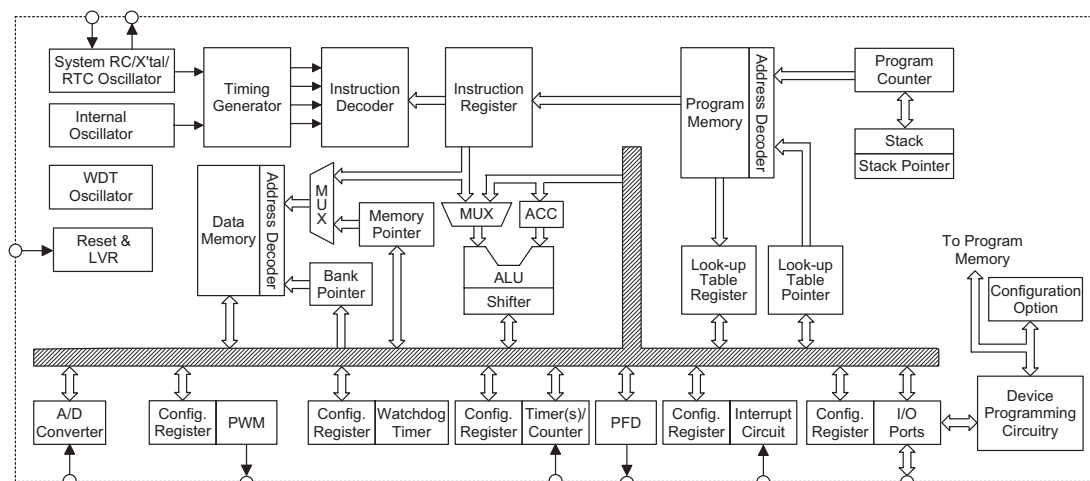 System RC/X'tal/
RTC Oscillator
Internal
Oscillator
WDT
Oscillator
Reset &
LVR
Timing
Generator
Instruction
Decoder
Instruction
Register
Program
Memory
Address Decoder
Program
Counter
Stack
Stack Pointer
Data
Memory
Address Decoder
MUX
Memory
Pointer
Bank
Pointer
MUX
ACC
ALU
Shifter
Look-up
Table
Register
Look-up
Table
Pointer
To Program
Memory
Configuration
Option
Device
Programming
Circuitry
A/D
Converter
Config.
Register
PWM
Config.
Register
Watchdog
Timer
Config.
Register
Timer(s)/
Counter
PFD
Config.
Register
Interrupt
Circuit
Config.
Register
I/O
Ports